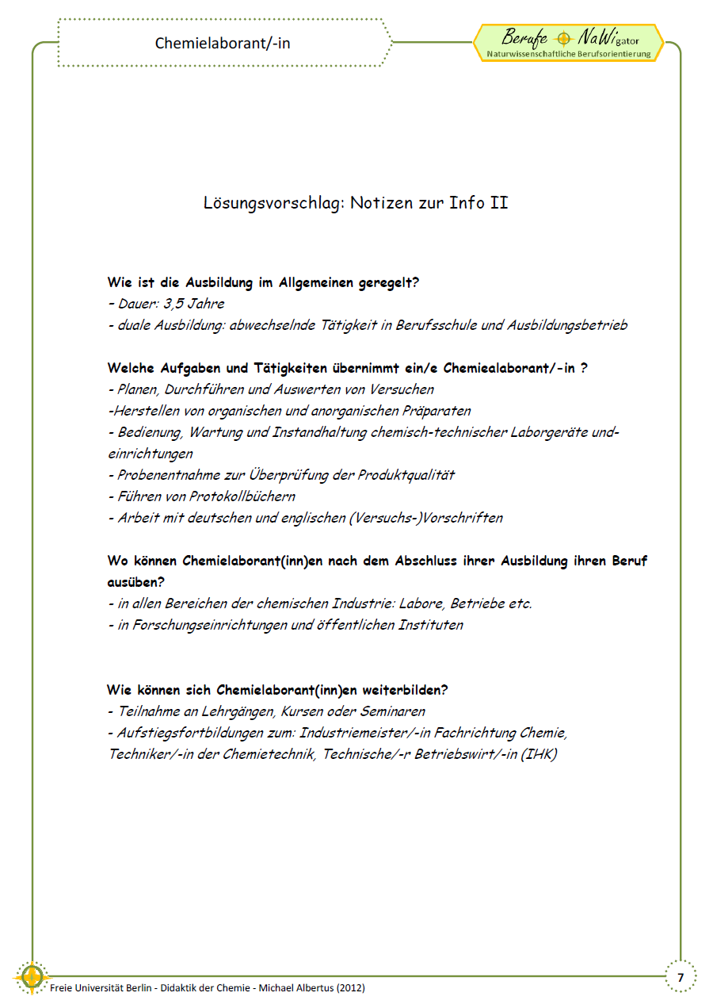 Chemielaborant/-in
Berufe NaWigator
Naturwissenschaftliche Berufsorientierung
Lösungsvorschlag: Notizen zur Info II
Wie ist die Ausbildung im Allgemeinen geregelt?
- Dauer: 3,5 Jahre
- duale Ausbildung: abwechselnde Tätigkeit in Berufsschule und Ausbildungsbetrieb
Welche Aufgaben und Tätigkeiten übernimmt ein/e Chemiealaborant/-in ?
- Planen, Durchführen und Auswerten von Versuchen
-Herstellen von organischen und anorganischen Präparaten
- Bedienung, Wartung und Instandhaltung chemisch-technischer Laborgeräte und-
einrichtungen
- Probenentnahme zur Überprüfung der Produktqualität
- Führen von Protokollbüchern
- Arbeit mit deutschen und englischen (Versuchs-)Vorschriften
Wo können Chemielaborant(inn)en nach dem Abschluss ihrer Ausbildung ihren Beruf
ausüben?
- in allen Bereichen der chemischen Industrie: Labore, Betriebe etc.
- in Forschungseinrichtungen und öffentlichen Instituten
Wie können sich Chemielaborant(inn)en weiterbilden?
- Teilnahme an Lehrgängen, Kursen oder Seminaren
- Aufstiegsfortbildungen zum: Industriemeister/-in Fachrichtung Chemie,
Techniker/-in der Chemietechnik, Technische/-r Betriebswirt/-in (IHK)
Freie Universität Berlin - Didaktik der Chemie - Michael Albertus (2012)
7